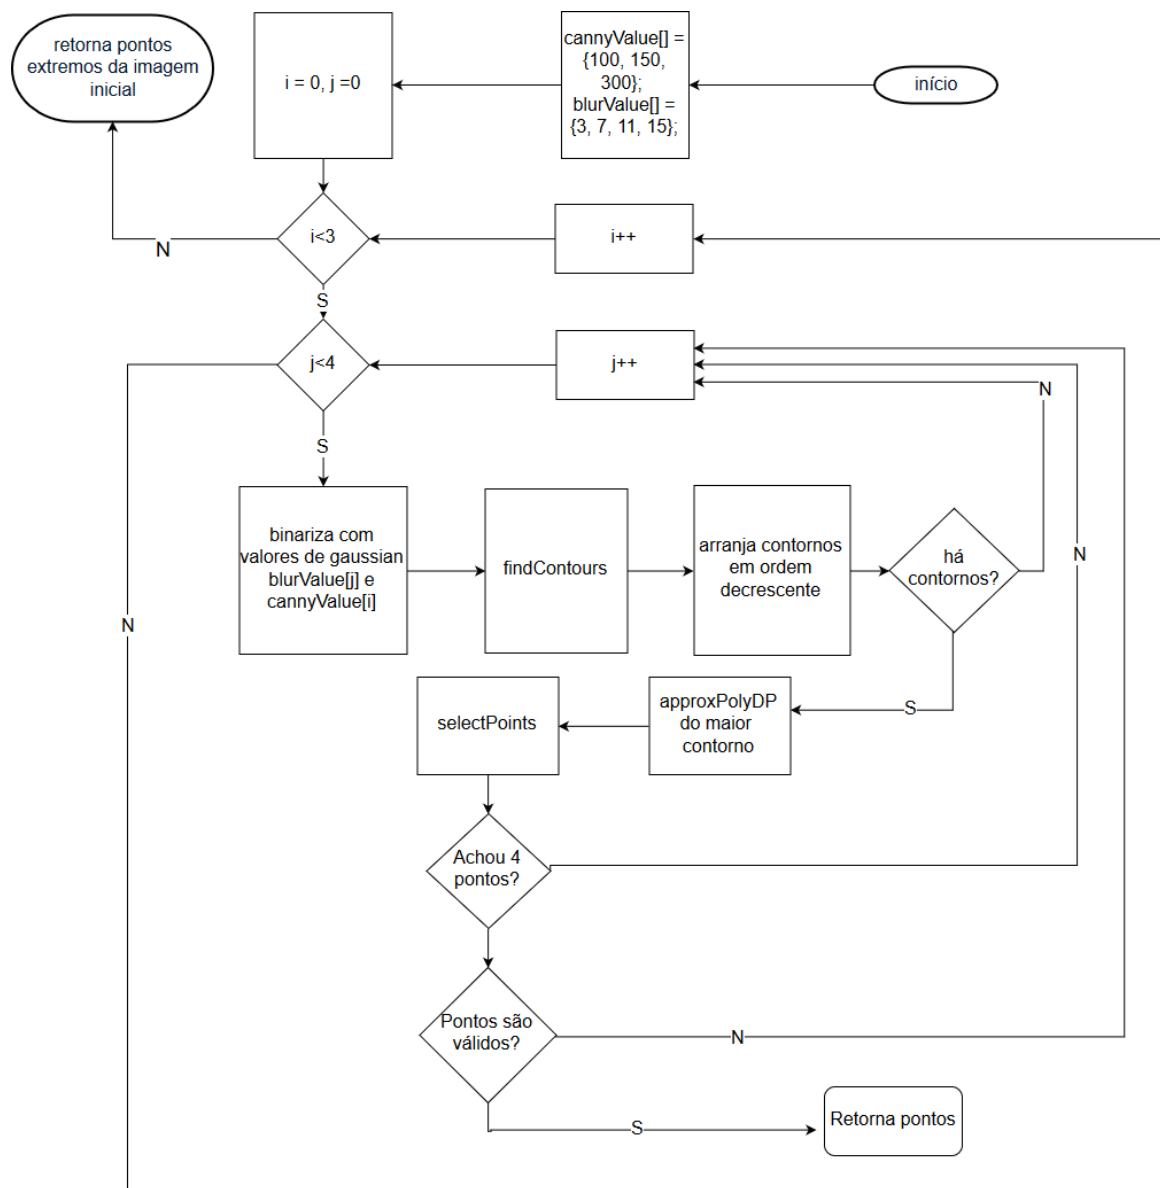 retorna pontos
extremos da imagem
inicial
i = 0, j =0
cannyValue[] =
{100, 150,
300};
blurValue[] =
{3, 7, 11, 15};
início
N
i<3
i++
S
j<4
j++
N
S
binariza com
valores de gaussian
blurValue[j] e
cannyValue[i]
findContours
arranja contornos
em ordem
decrescente
há
contornos?
N
N
selectPoints
approxPolyDP
do maior
contorno
S
Achou 4
pontos?
Pontos são
válidos?
N
S
Retorna pontos